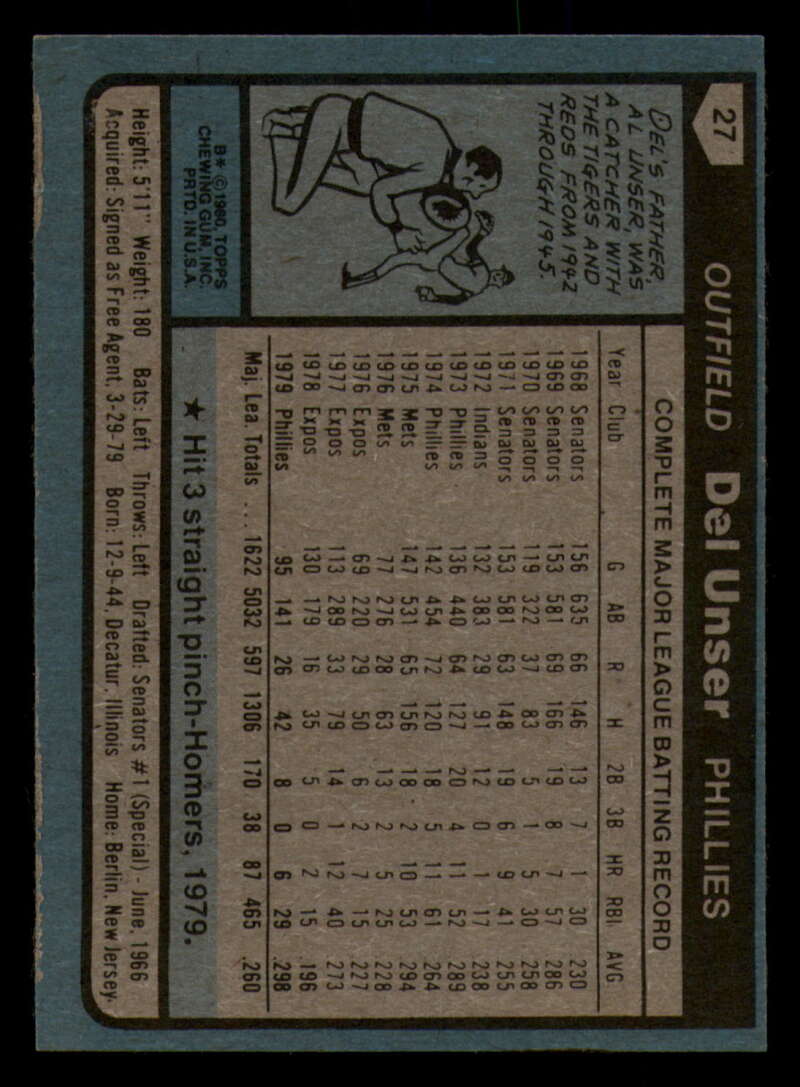 27
OUTFIELD Del Unser PHILLIES
DEL'S FATHER,
AL UNSER, WAS
A CATCHER WITH
THE TIGERS AND
REDS FROM 1942
THROUGH 1945.
B* © 1980, TOPPS
CHEWING GUM, INC.
PRTD. IN U.S.A.
COMPLETE MAJOR LEAGUE BATTING RECORD
Year Club G AB R H 2B 3B HR RBI AVG
1968 Senators 156 635 66 146 13 7 1 30 .230
1969 Senators 153 581 69 166 19 8 7 57 .286
1970 Senators 119 322 37 83 5 1 5 30 .258
1971 Senators 153 581 63 148 19 6 9 41 .255
1972 Indians 132 383 29 91 12 0 1 17 .238
1973 Phillies 136 440 64 127 20 4 11 52 .289
1974 Phillies 142 454 72 120 18 5 11 61 .264
1975 Mets 147 531 65 156 18 2 10 53 .294
1976 Mets 77 276 28 63 13 2 5 25 .228
1976 Expos 69 220 29 50 6 2 7 15 .227
1977 Expos 113 289 33 79 14 1 12 40 .273
1978 Expos 130 179 16 35 5 0 2 15 .196
1979 Phillies 95 141 26 42 8 0 6 29 .298
Maj. Lea. Totals . . . 1622 5032 597 1306 170 38 87 465 .260
★ Hit 3 straight pinch-Homers, 1979.
Height: 5'11" Weight: 180 Bats: Left Throws: Left Drafted: Senators #1 (Special) - June, 1966
Acquired: Signed as Free Agent, 3-29-79 Born: 12-9-44, Decatur, Illinois Home: Berlin, New Jersey.